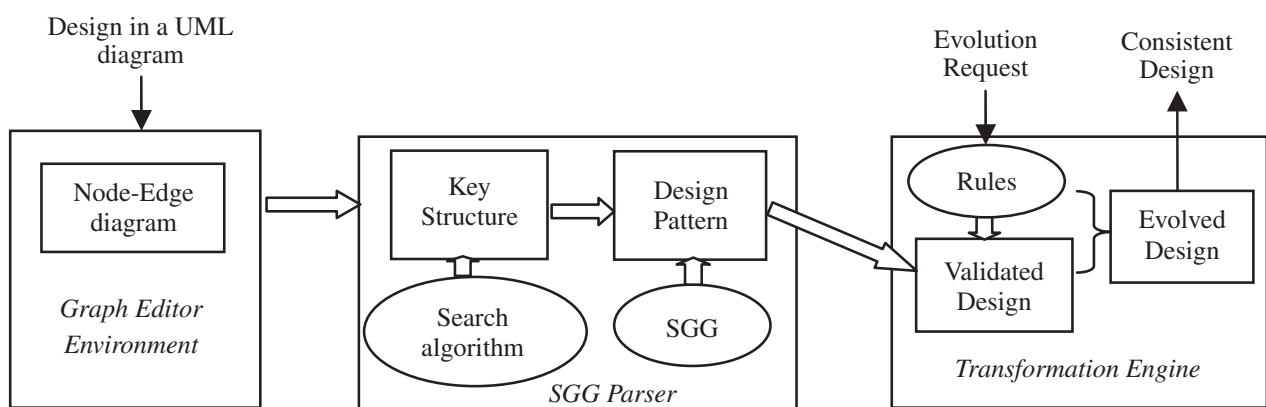 Design in a UML
diagram
Node-Edge
diagram
Graph Editor
Environment
Key
Structure
Design
Pattern
Search
algorithm
SGG
SGG Parser
Evolution
Request
Consistent
Design
Rules
Validated
Design
Evolved
Design
Transformation Engine